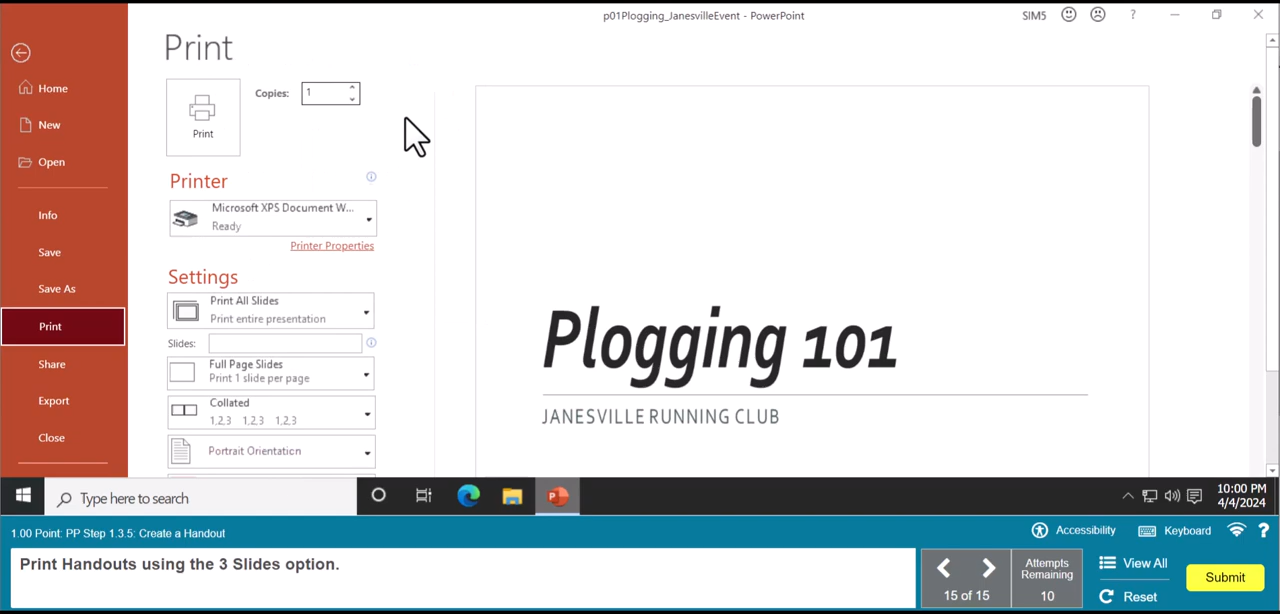 p01Plogging_JanesvilleEvent - PowerPoint
SIM5
?
Print
Home
New
Open
Info
Save
Save As
Print
Share
Export
Close
Print
Copies:
1
Printer
Microsoft XPS Document W...
Ready
Printer Properties
Settings
Print All Slides
Print entire presentation
Slides:
Full Page Slides
Print 1 slide per page
Collated
1,2,3 1,2,3 1,2,3
Portrait Orientation
Plogging 101
JANESVILLE RUNNING CLUB
Type here to search
10:00 PM
4/4/2024
1.00 Point: PP Step 1.3.5: Create a Handout
Accessibility
Keyboard
?
Print Handouts using the 3 Slides option.
15 of 15
Attempts
Remaining
10
View All
Reset
Submit